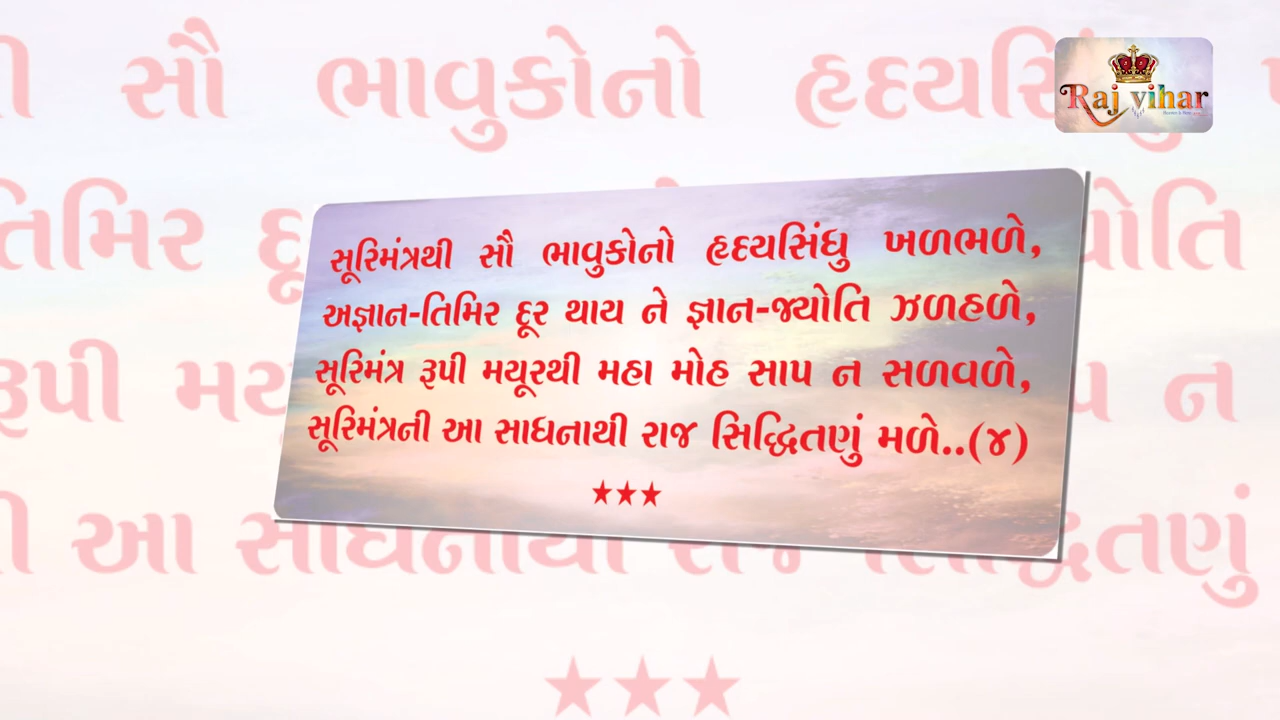 Raj vihar
સૂરિમંત્રથી સૌ ભાવુકોનો હૃદયસિંધુ ખળભળે,
અજ્ઞાન-તિમિર દૂર થાય ને જ્ઞાન-જ્યોતિ ઝળહળે,
સૂરિમંત્ર રૂપી મયૂરથી મહા મોહ સાપ ન સળવળે,
સૂરિમંત્રની આ સાધનાથી રાજ સિદ્ધિતણું મળે..(૪)
★★★